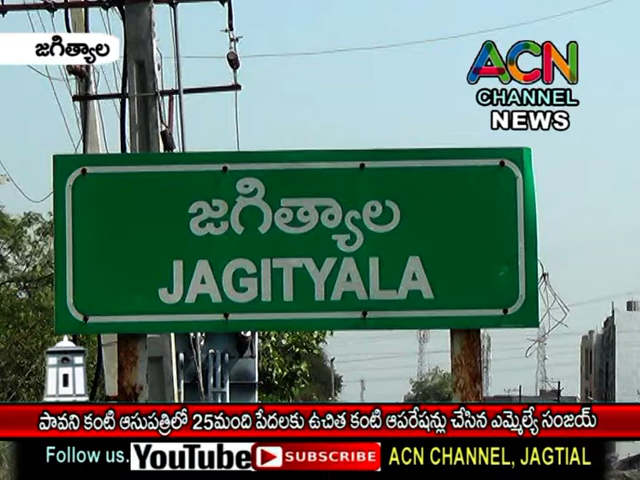 జగిత్యాల
ACN
CHANNEL
NEWS
జగిత్యాల
JAGITYALA
పావని కంటి ఆసుపత్రిలో 25మంది పేదలకు ఉచిత కంటి ఆపరేషన్లు చేసిన ఎమ్మెల్యే సంజయ్
Follow us. YouTube SUBSCRIBE ACN CHANNEL, JAGTIAL